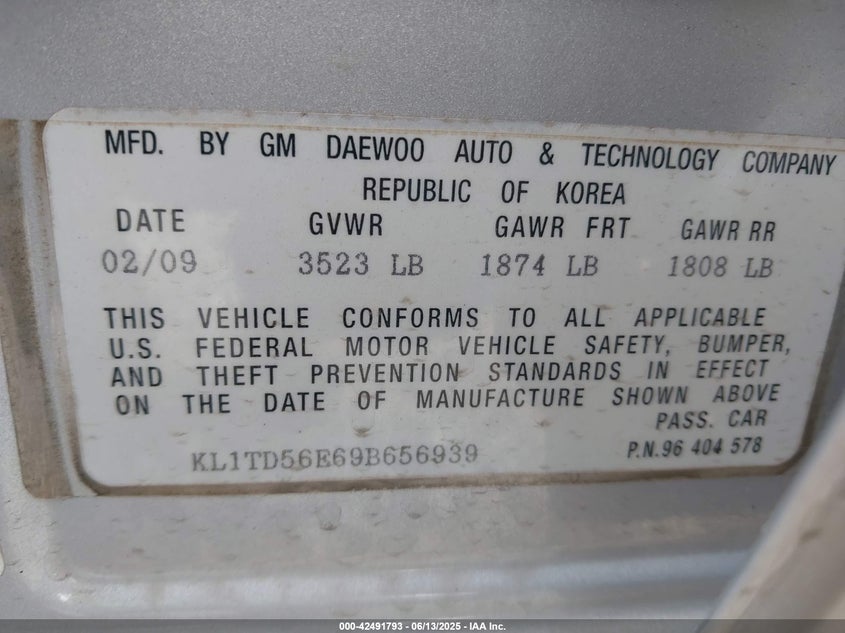 MFD. BY GM DAEWOO AUTO & TECHNOLOGY COMPANY
REPUBLIC OF KOREA
DATE GVWR GAWR FRT GAWR RR
02/09 3523 LB 1874 LB 1808 LB
THIS VEHICLE CONFORMS TO ALL APPLICABLE
U.S. FEDERAL MOTOR VEHICLE SAFETY, BUMPER,
AND THEFT PREVENTION STANDARDS IN EFFECT
ON THE DATE OF MANUFACTURE SHOWN ABOVE
PASS. CAR
KL1TD56E69B656939 P.N.96 404 578
000-42491793 - 06/13/2025 - IAA Inc.